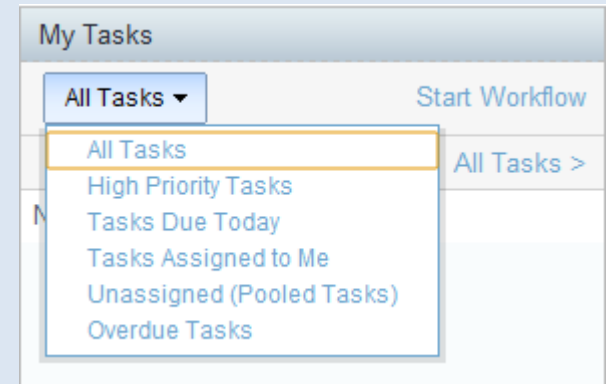 My Tasks
All Tasks Start Workflow
All Tasks
All Tasks >
High Priority Tasks
Tasks Due Today
Tasks Assigned to Me
Unassigned (Pooled Tasks)
Overdue Tasks